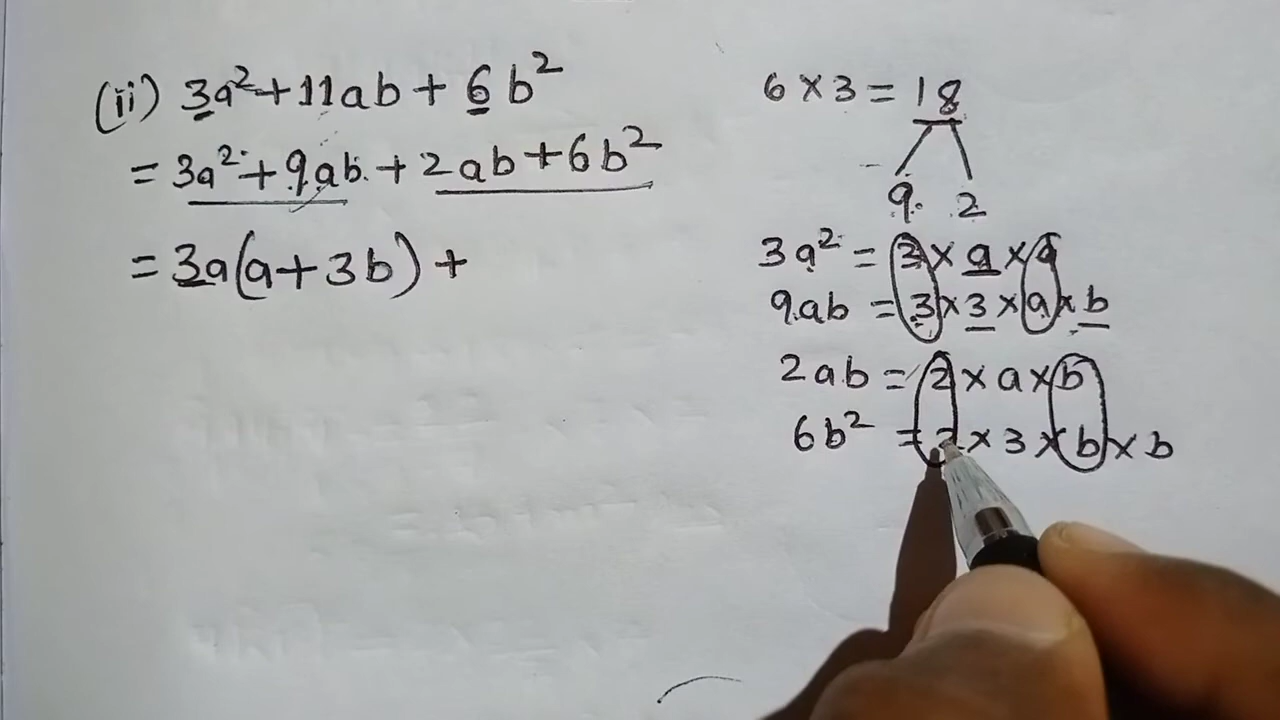 (ii) 3a²+11ab + 6b²
= 3a² + 9ab + 2ab + 6b²
= 3a(a+3b) +
6 × 3 = 18
9 2
3a² = 3 × a × a
9ab = 3 × 3 × a × b
2ab = 2 × a × b
6b² = 2 × 3 × b × b